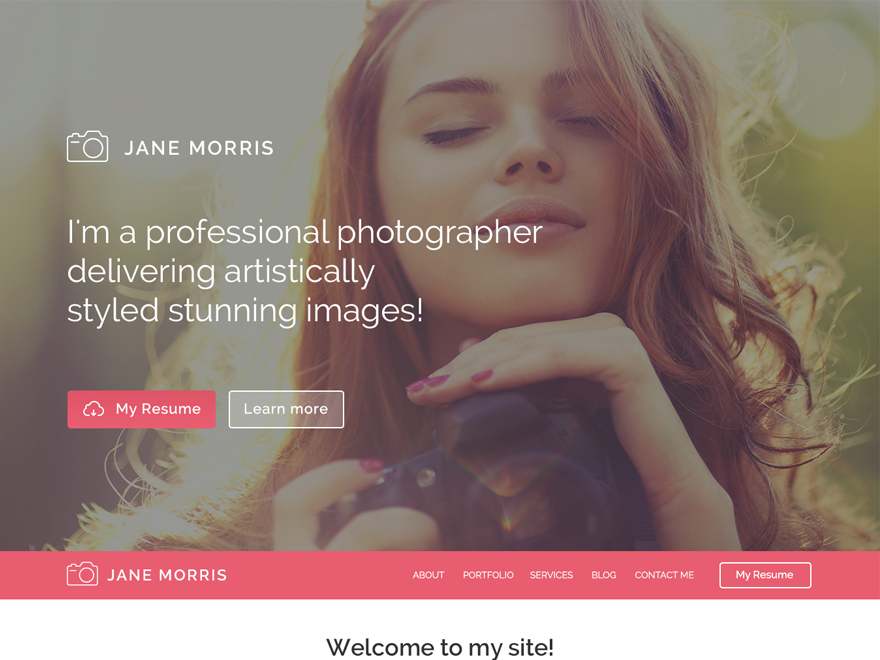 JANE MORRIS
I'm a professional photographer
delivering artistically
styled stunning images!
My Resume
Learn more
JANE MORRIS
ABOUT
PORTFOLIO
SERVICES
BLOG
CONTACT ME
My Resume
Welcome to my site!